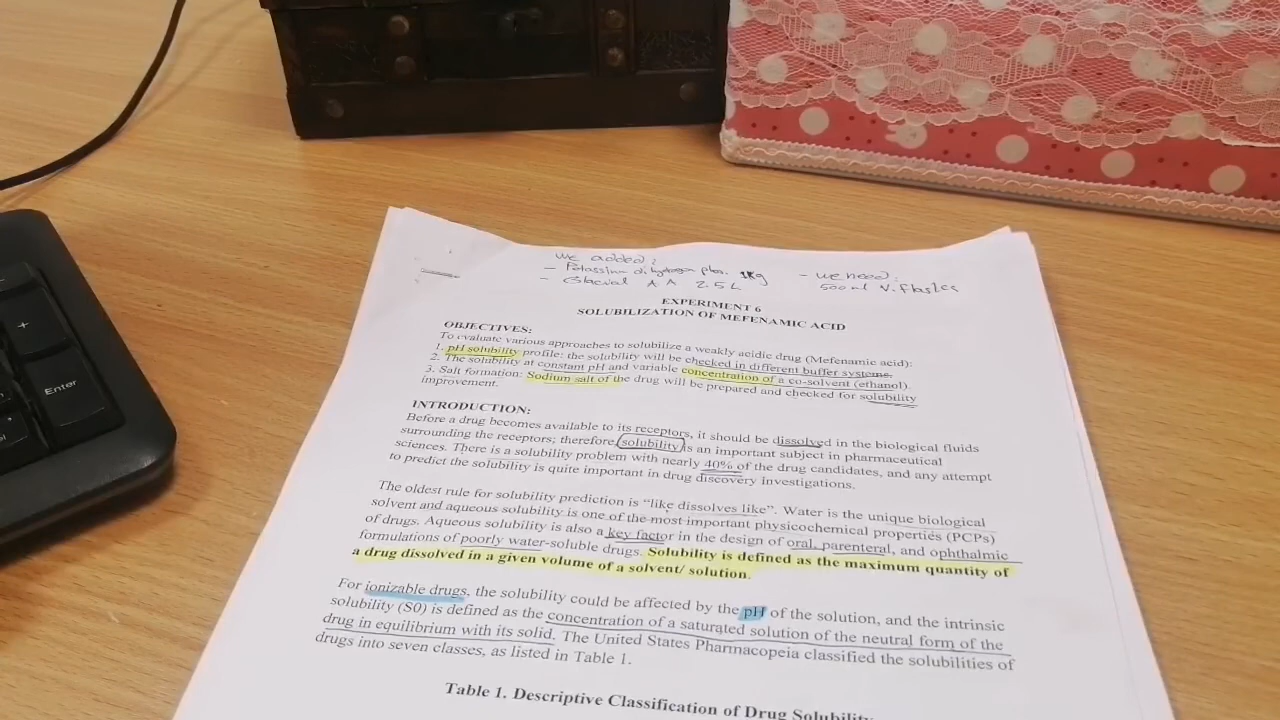 we added:
- Potassium dihydrogen phos. 1Kg
- Glacial A A 2.5 L
- we need:
500 ml V. flasks
EXPERIMENT 6
SOLUBILIZATION OF MEFENAMIC ACID
OBJECTIVES:
To evaluate various approaches to solubilize a weakly acidic drug (Mefenamic acid):
1. pH solubility profile: the solubility will be checked in different buffer systems.
2. The solubility at constant pH and variable concentration of a co-solvent (ethanol).
3. Salt formation: Sodium salt of the drug will be prepared and checked for solubility
improvement.
INTRODUCTION:
Before a drug becomes available to its receptors, it should be dissolved in the biological fluids
surrounding the receptors; therefore, solubility is an important subject in pharmaceutical
sciences. There is a solubility problem with nearly 40% of the drug candidates, and any attempt
to predict the solubility is quite important in drug discovery investigations.
The oldest rule for solubility prediction is “like dissolves like”. Water is the unique biological
solvent and aqueous solubility is one of the most important physicochemical properties (PCPs)
of drugs. Aqueous solubility is also a key factor in the design of oral, parenteral, and ophthalmic
formulations of poorly water-soluble drugs. Solubility is defined as the maximum quantity of
a drug dissolved in a given volume of a solvent/ solution.
For ionizable drugs, the solubility could be affected by the pH of the solution, and the intrinsic
solubility (S0) is defined as the concentration of a saturated solution of the neutral form of the
drug in equilibrium with its solid. The United States Pharmacopeia classified the solubilities of
drugs into seven classes, as listed in Table 1.
Table 1. Descriptive Classification of Drug Solubility
+
Enter